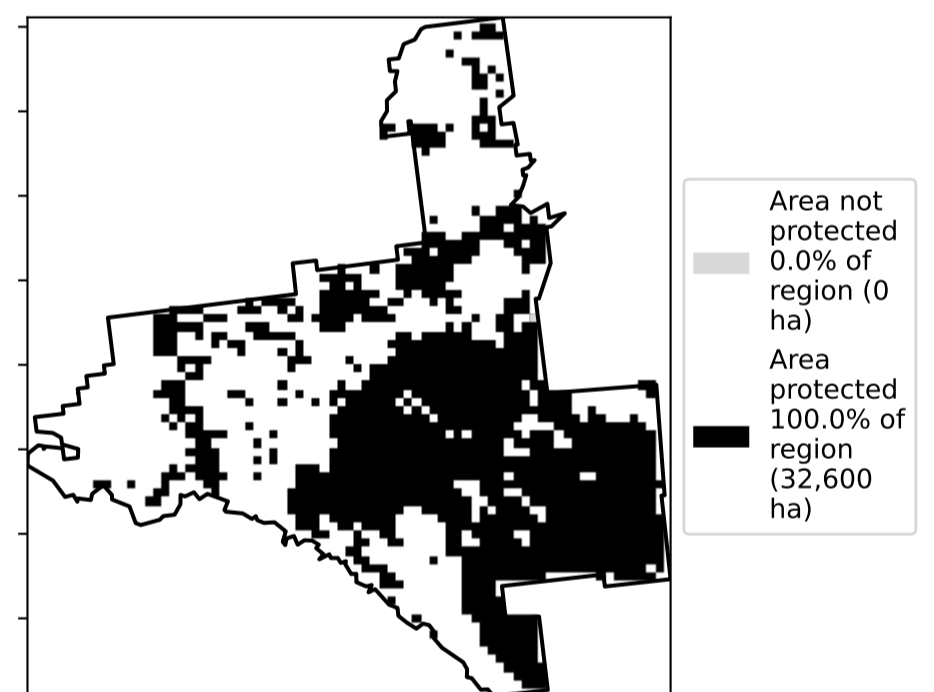 Area not
protected
0.0% of
region (0
ha)
Area
protected
100.0% of
region
(32,600
ha)